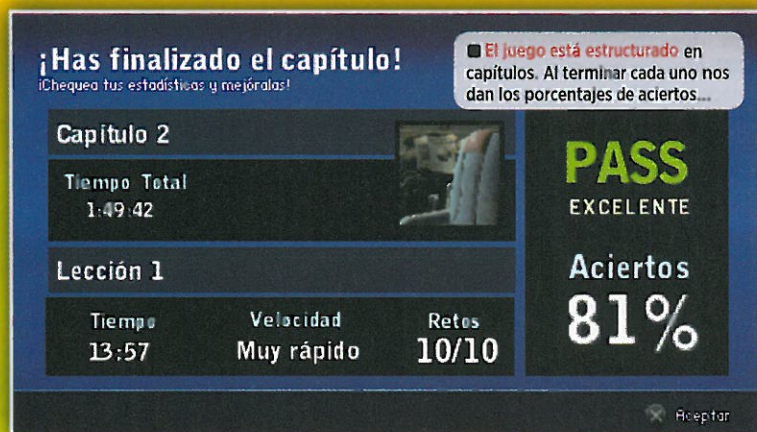 ¡Has finalizado el capítulo!
¡Chequea tus estadísticas y mejóralas!
■ El juego está estructurado en
capítulos. Al terminar cada uno nos
dan los porcentajes de aciertos...
Capítulo 2
Tiempo Total
1:49:42
PASS
EXCELENTE
Lección 1
Tiempo
Velocidad
Retos
13:57
Muy rápido
10/10
Aciertos
81%
Aceptar